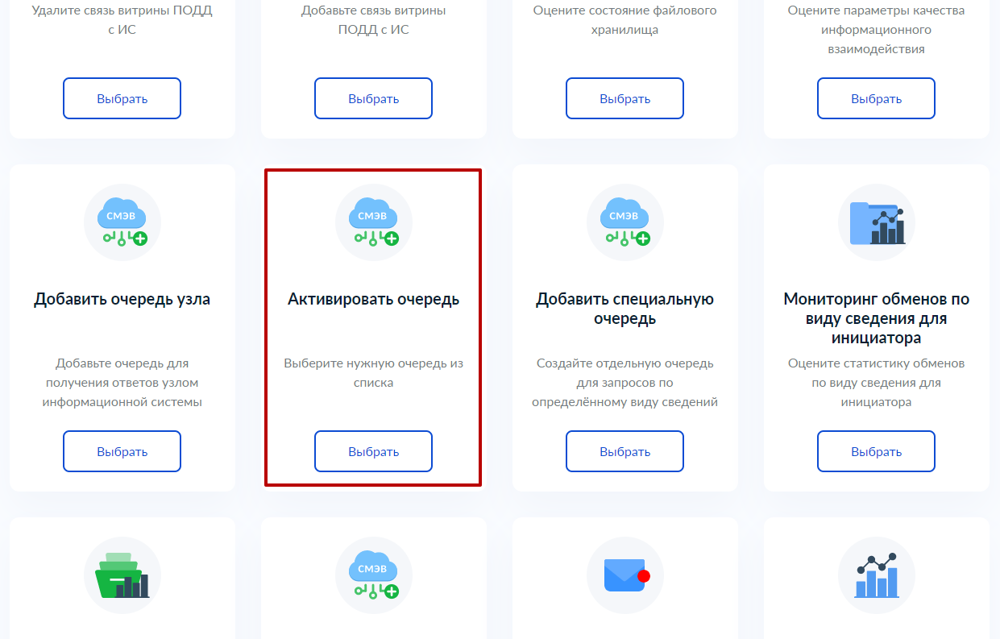 Удалите связь витрины ПОДД
с ИС
Выбрать
Добавьте связь витрины
ПОДД с ИС
Выбрать
Оцените состояние файлового
хранилища
Выбрать
Оцените параметры качества
информационного
взаимодействия
Выбрать
СМЭВ
Добавить очередь узла
Добавьте очередь для
получения ответов узлом
информационной системы
Выбрать
СМЭВ
Активировать очередь
Выберите нужную очередь из
списка
Выбрать
СМЭВ
Добавить специальную
очередь
Создайте отдельную очередь
для запросов по
определённому виду сведений
Выбрать
Мониторинг обменов по
виду сведения для
инициатора
Оцените статистику обменов
по виду сведения для
инициатора
Выбрать
СМЭВ